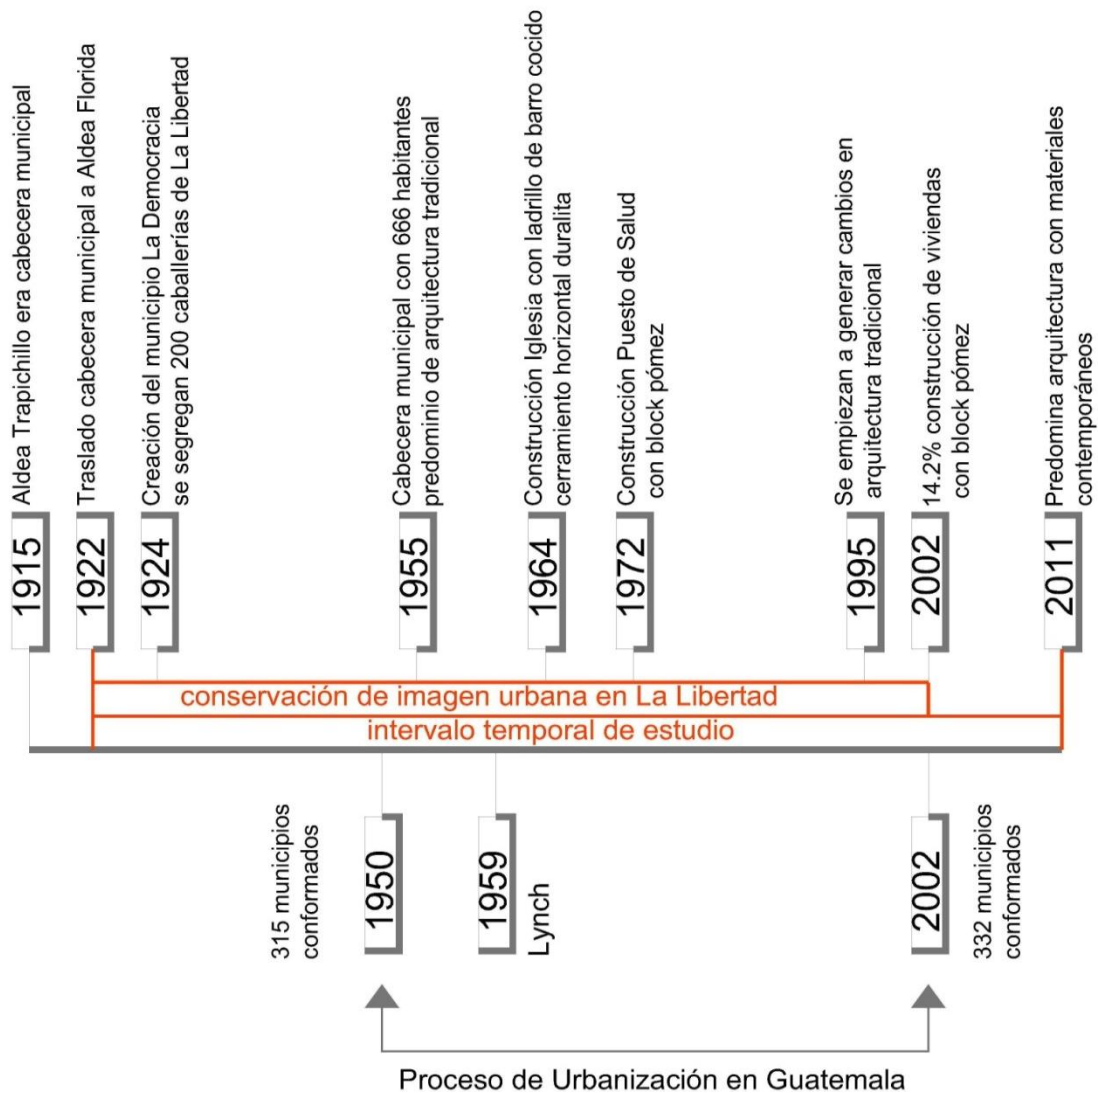 1915
Aldea Trapichillo era cabecera municipal
1922
Traslado cabecera municipal a Aldea Florida
1924
Creación del municipio La Democracia
se segregan 200 caballerías de La Libertad
1955
Cabecera municipal con 666 habitantes
predominio de arquitectura tradicional
1964
Construcción Iglesia con ladrillo de barro cocido
cerramiento horizontal duralita
1972
Construcción Puesto de Salud
con block pómez
1995
Se empiezan a generar cambios en
arquitectura tradicional
2002
14.2% construcción de viviendas
con block pómez
2011
Predomina arquitectura con materiales
contemporáneos
conservación de imagen urbana en La Libertad
intervalo temporal de estudio
315 municipios
conformados
1950
1959
Lynch
2002
332 municipios
conformados
Proceso de Urbanización en Guatemala